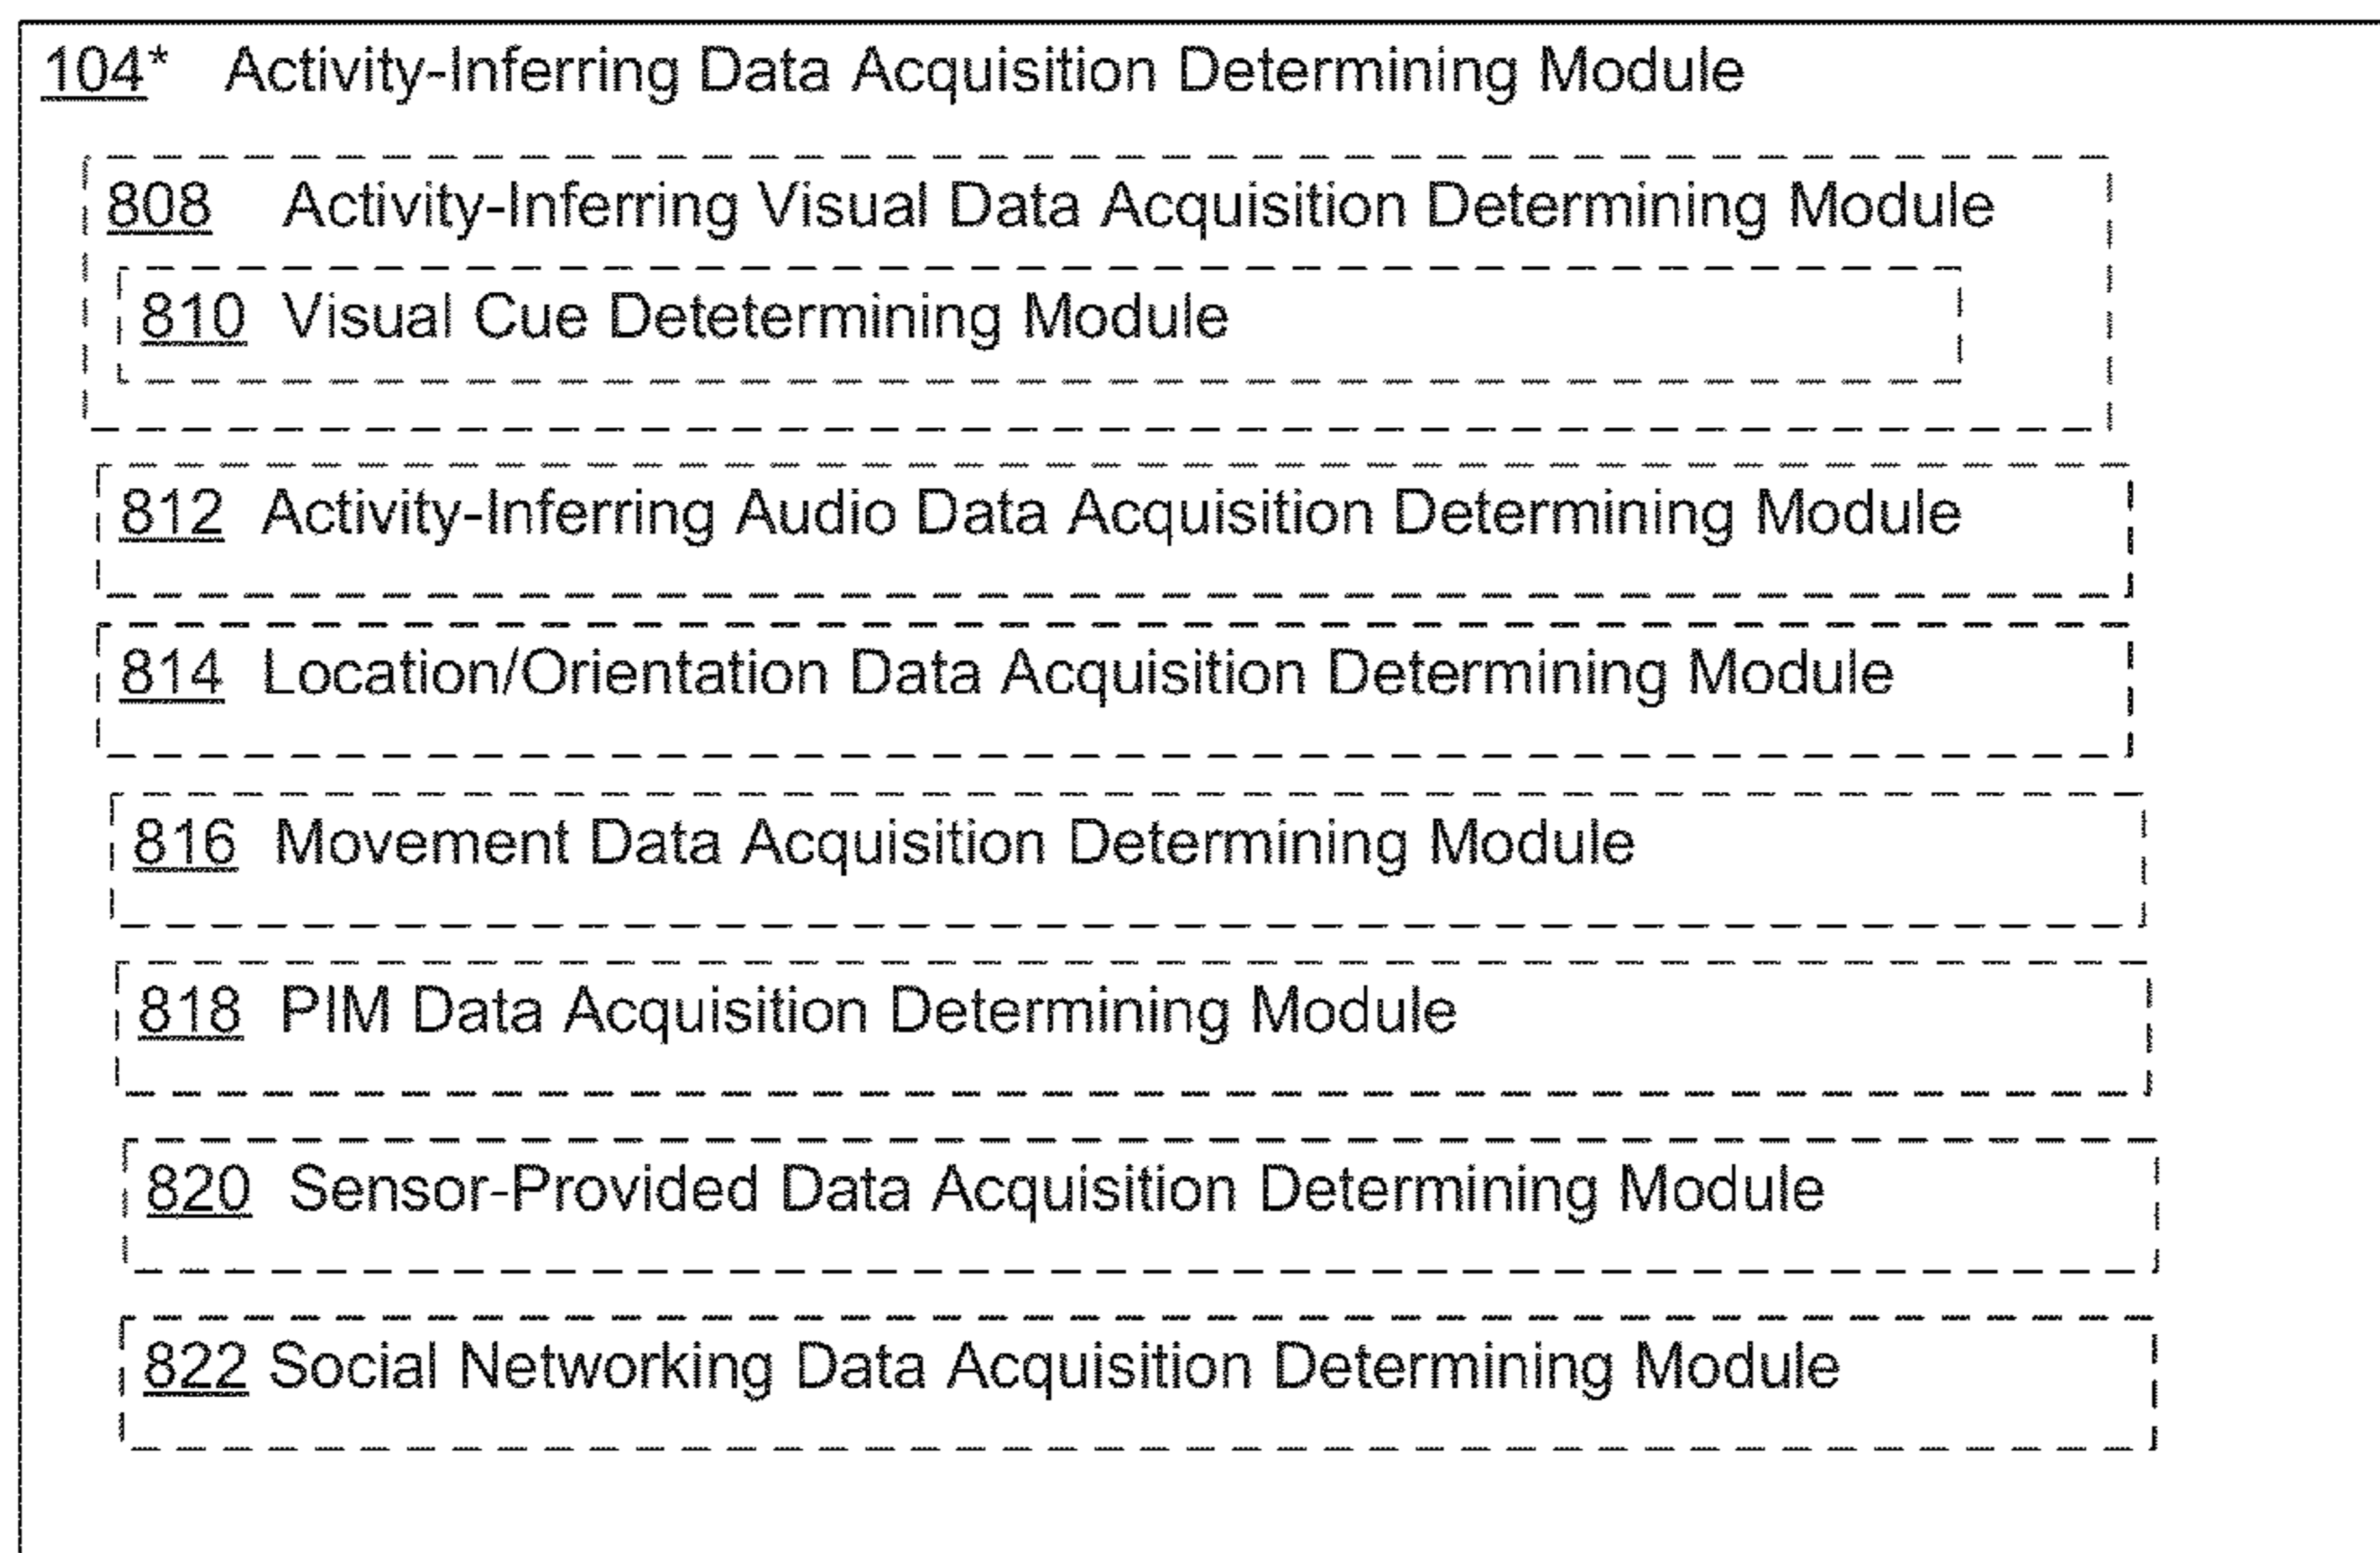 104* Activity-Inferring Data Acquisition Determining Module
808 Activity-Inferring Visual Data Acquisition Determining Module
810 Visual Cue Detetermining Module
812 Activity-Inferring Audio Data Acquisition Determining Module
814 Location/Orientation Data Acquisition Determining Module
816 Movement Data Acquisition Determining Module
818 PIM Data Acquisition Determining Module
820 Sensor-Provided Data Acquisition Determining Module
822 Social Networking Data Acquisition Determining Module